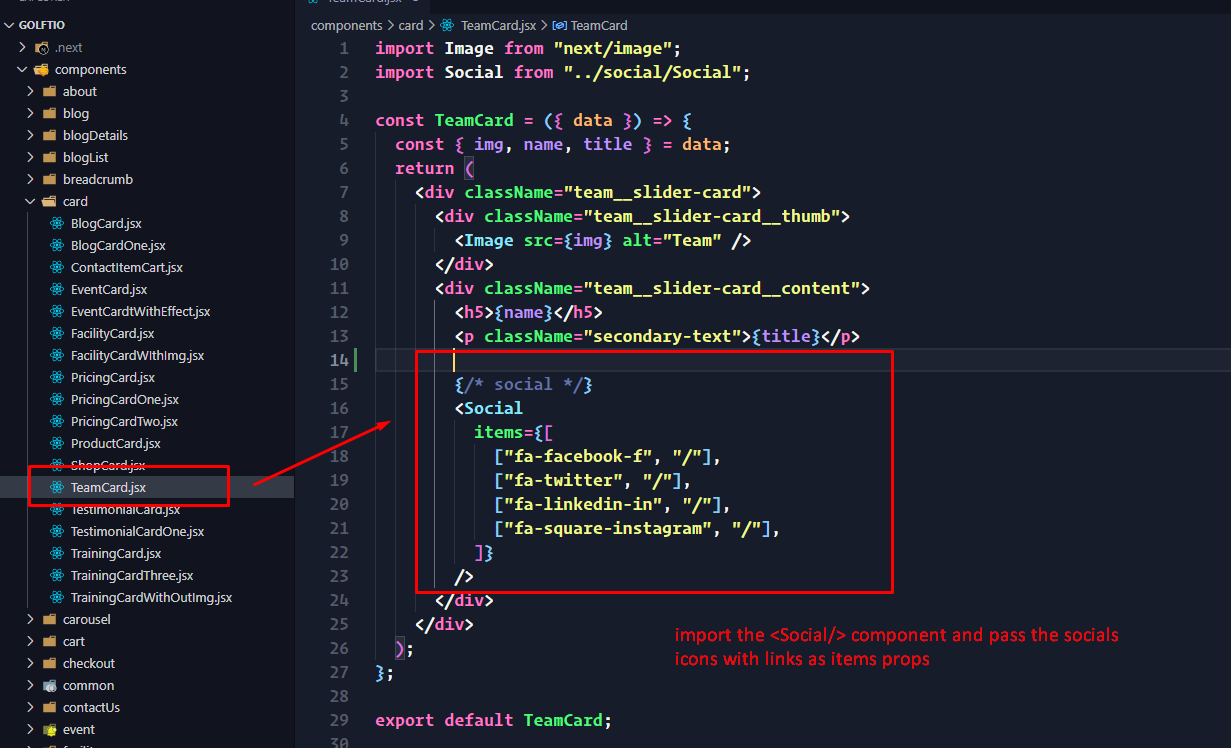 GOLFTIO
.next
components
about
blog
blogDetails
blogList
breadcrumb
card
BlogCard.jsx
BlogCardOne.jsx
ContactItemCart.jsx
EventCard.jsx
EventCardtWithEffect.jsx
FacilityCard.jsx
FacilityCardWIthImg.jsx
PricingCard.jsx
PricingCardOne.jsx
PricingCardTwo.jsx
ProductCard.jsx
ShopCard.jsx
TeamCard.jsx
TestimonialCard.jsx
TestimonialCardOne.jsx
TrainingCard.jsx
TrainingCardThree.jsx
TrainingCardWithOutImg.jsx
carousel
cart
checkout
common
contactUs
event
components > card > TeamCard.jsx > TeamCard
1 import Image from "next/image";
2 import Social from "../social/Social";
3
4 const TeamCard = ({ data }) => {
5 const { img, name, title } = data;
6 return (
7 <div className="team__slider-card">
8 <div className="team__slider-card__thumb">
9 <Image src={img} alt="Team" />
10 </div>
11 <div className="team__slider-card__content">
12 <h5>{name}</h5>
13 <p className="secondary-text">{title}</p>
14
15 {/* social */}
16 <Social
17 items={[
18 ["fa-facebook-f", "/"],
19 ["fa-twitter", "/"],
20 ["fa-linkedin-in", "/"],
21 ["fa-square-instagram", "/"],
22 ]}
23 />
24 </div>
25 </div>
26 );
27 };
28
29 export default TeamCard;
30
import the <Social/> component and pass the socials
icons with links as items props